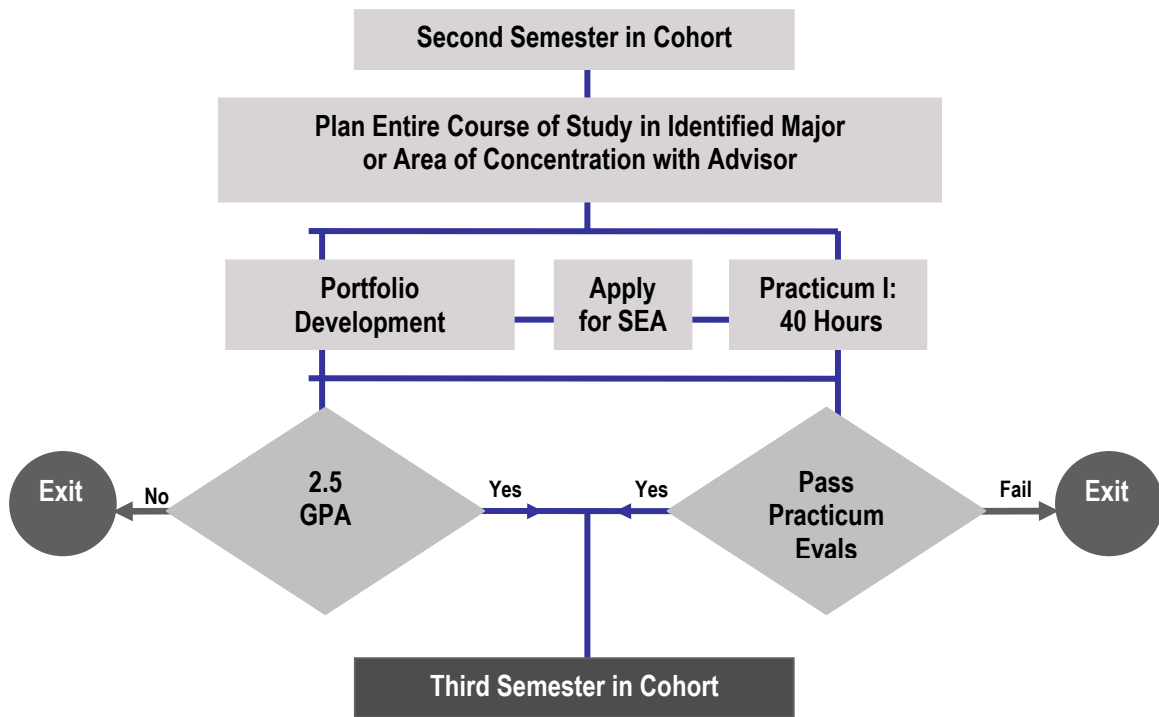 Second Semester in Cohort
Plan Entire Course of Study in Identified Major
or Area of Concentration with Advisor
Portfolio
Development
Apply
for SEA
Practicum I:
40 Hours
Exit
No
2.5
GPA
Yes
Yes
Pass
Practicum
Evals
Fail
Exit
Third Semester in Cohort